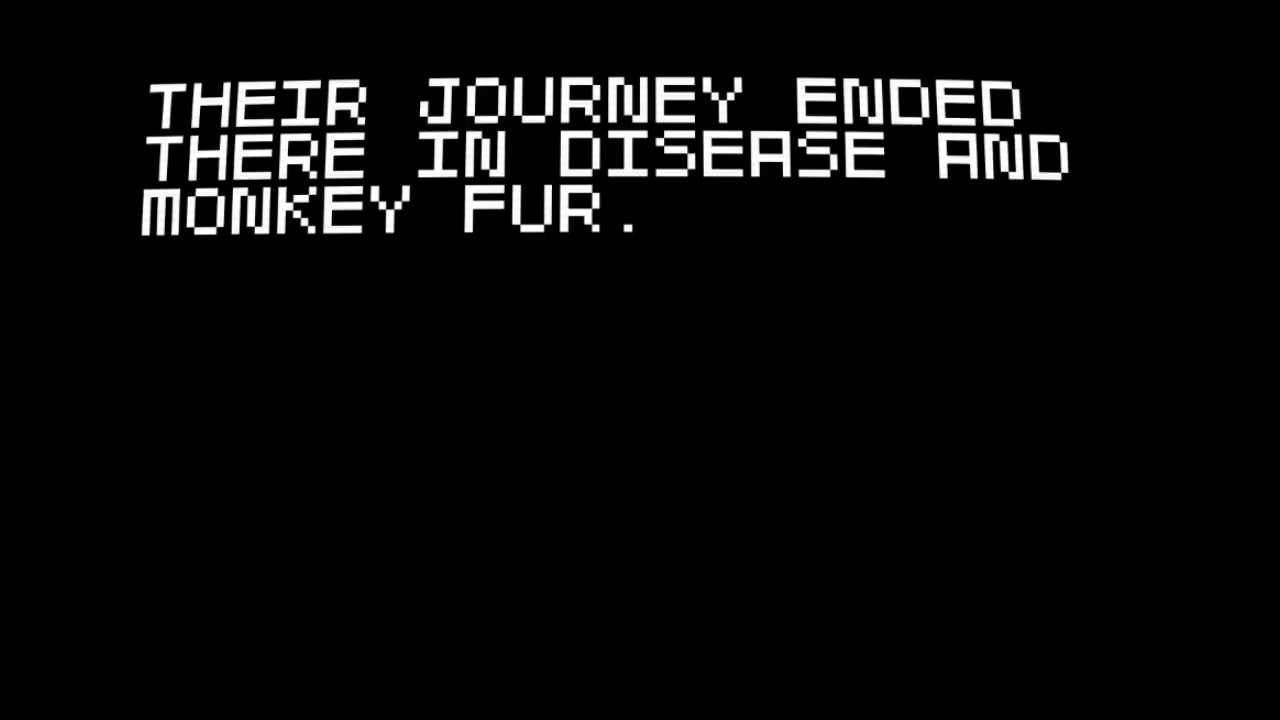 THEIR JOURNEY ENDED
THERE IN DISEASE AND
MONKEY FUR.